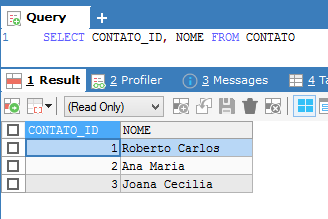 Query
1 SELECT CONTATO_ID, NOME FROM CONTATO
1 Result 2 Profiler 3 Messages 4 Ta
(Read Only)
CONTATO_ID NOME
1 Roberto Carlos
2 Ana Maria
3 Joana Cecilia